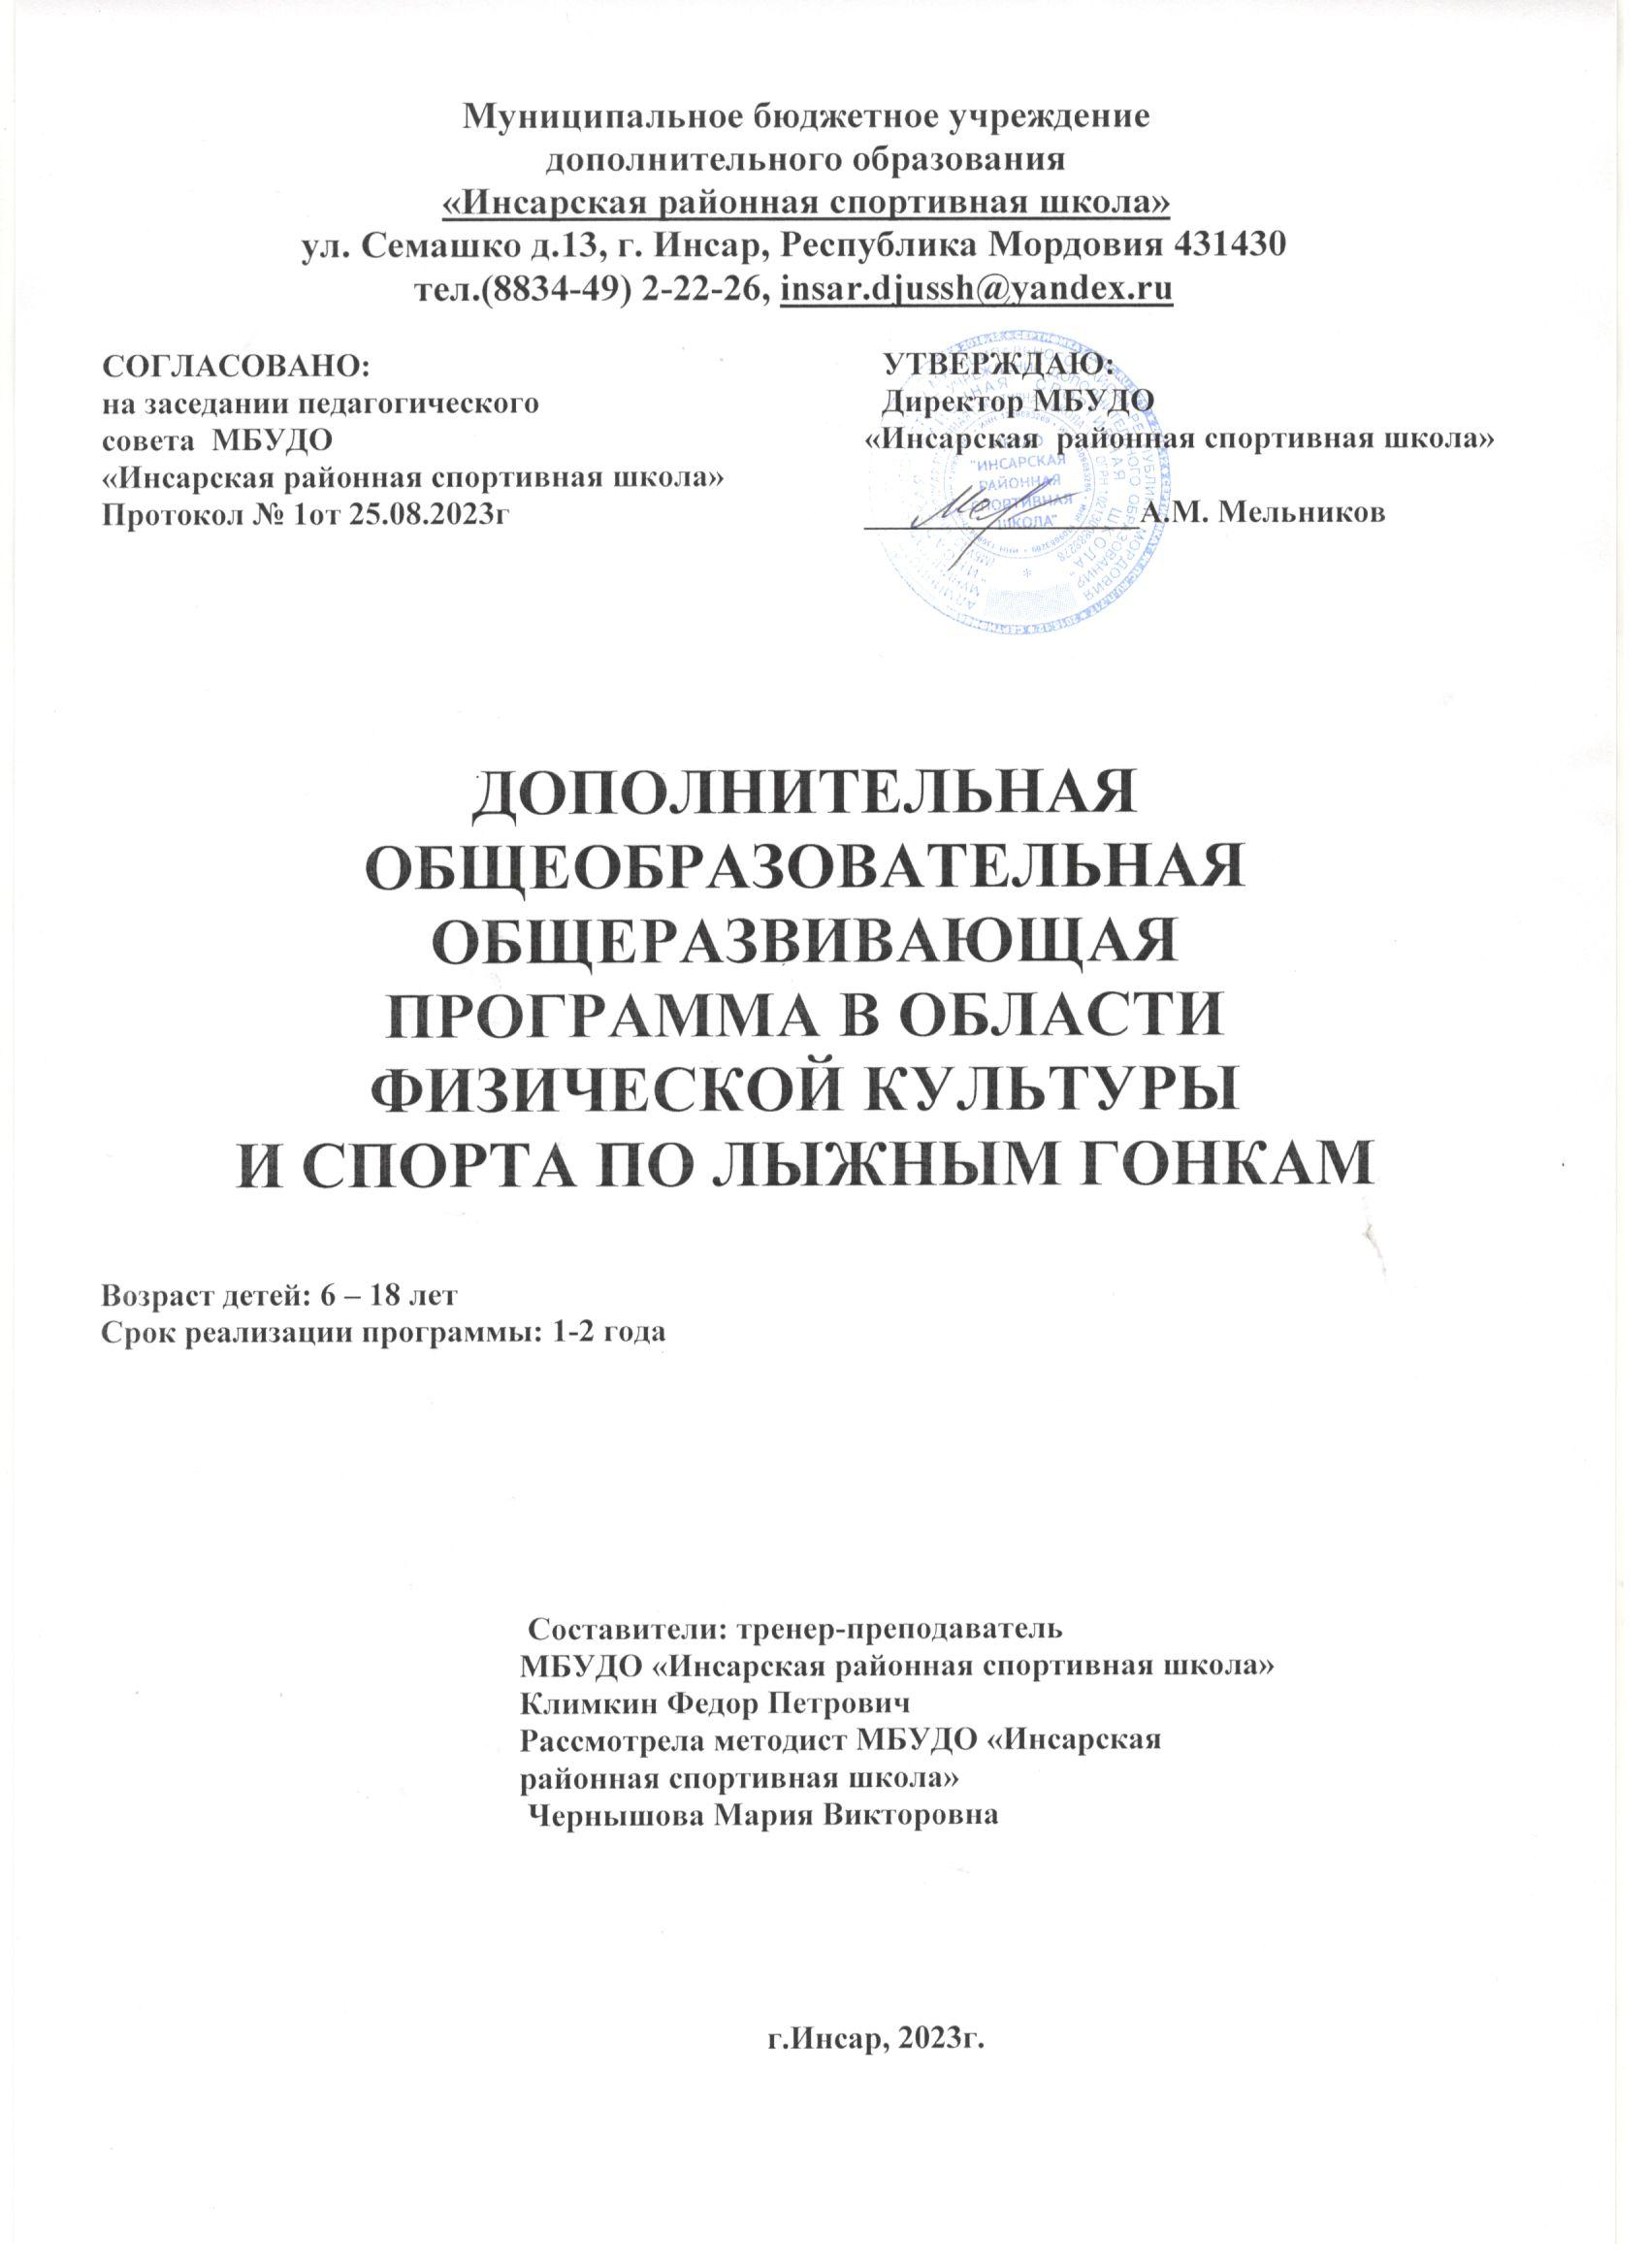 Муниципальное бюджетное учреждение
дополнительного образования
«Инсарская районная спортивная школа»
ул. Семашко д.13, г. Инсар, Республика Мордовия 431430
тел.(8834-49) 2-22-26, insar.djussh@yandex.ru
СОГЛАСОВАНО:
на заседании педагогического
совета МБУДО
«Инсарская районная спортивная школа»
Протокол № 1от 25.08.2023г
УТВЕРЖДАЮ:
Директор МБУДО
«Инсарская районная спортивная школа»
А.М. Мельников
"ИНСАРСКАЯ
РАЙОННАЯ
СПОРТИВНАЯ
ШКОЛА"
ДОПОЛНИТЕЛЬНАЯ
ОБЩЕОБРАЗОВАТЕЛЬНАЯ
ОБЩЕРАЗВИВАЮЩАЯ
ПРОГРАММА В ОБЛАСТИ
ФИЗИЧЕСКОЙ КУЛЬТУРЫ
И СПОРТА ПО ЛЫЖНЫМ ГОНКАМ
Возраст детей: 6 – 18 лет
Срок реализации программы: 1-2 года
Составители: тренер-преподаватель
МБУДО «Инсарская районная спортивная школа»
Климкин Федор Петрович
Рассмотрела методист МБУДО «Инсарская
районная спортивная школа»
Чернышова Мария Викторовна
г.Инсар, 2023г.